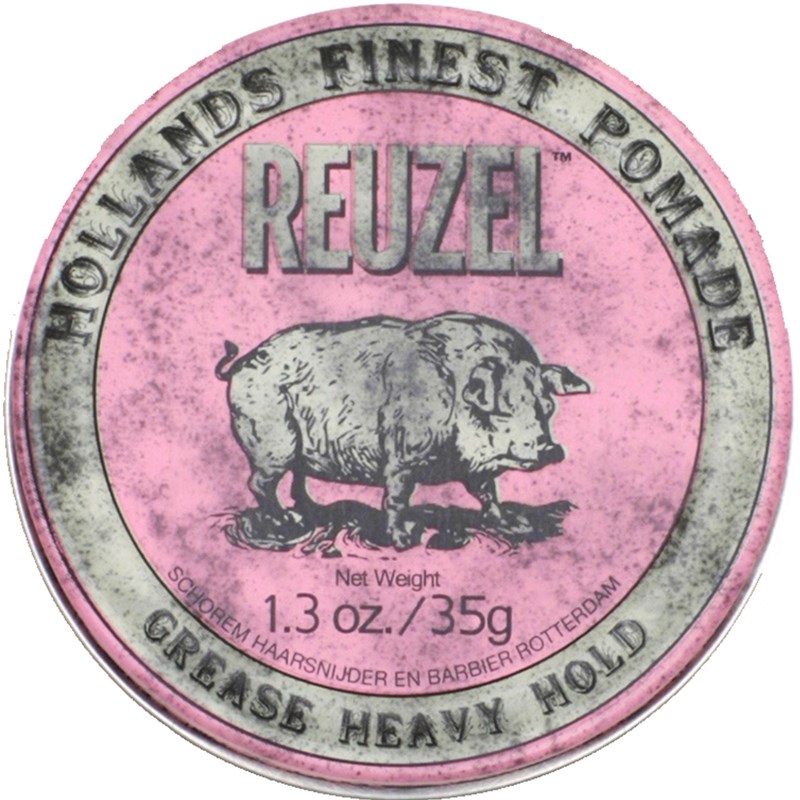 HOLLANDS FINEST POMADE
REUZEL™
Net Weight
1.3 oz./35g
SCHOREM HAARSNIJDER EN BARBIER·ROTTERDAM
GREASE HEAVY HOLD